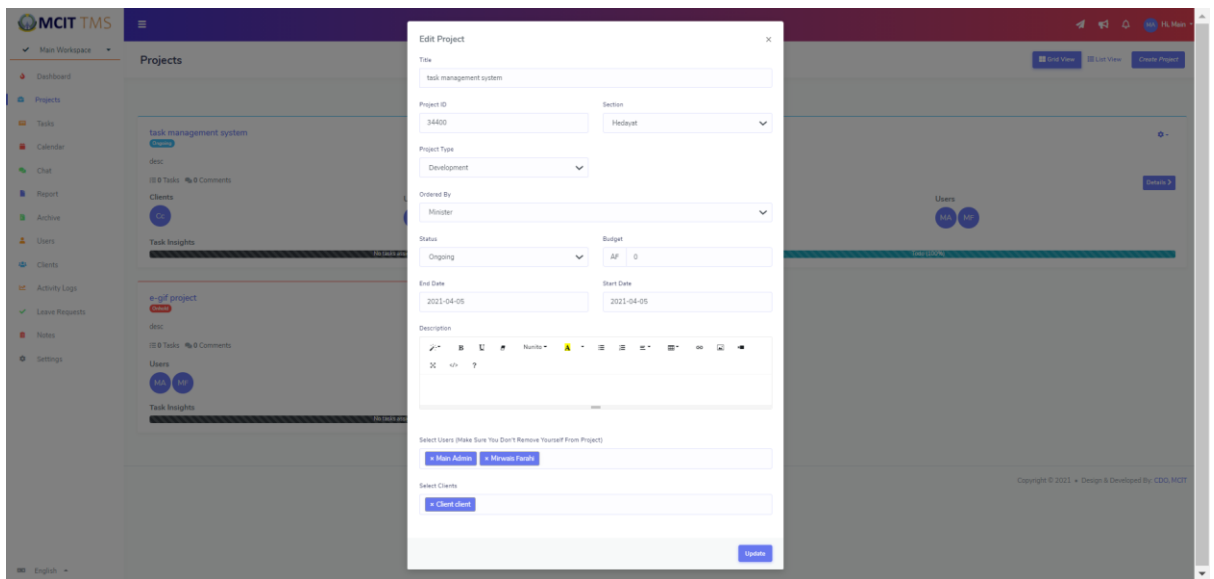 MCIT TMS
Hi, Main
Main Workspace
Dashboard
Projects
Tasks
Calendar
Chat
Report
Archive
Users
Clients
Activity Logs
Leave Requests
Notes
Settings
English
Projects
Grid View
List View
Create Project
task management system
Ongoing
desc
0 Tasks 0 Comments
Clients
Cc
Task Insights
Users
MA MF
Details >
e-gif project
desc
0 Tasks 0 Comments
Users
MA MF
Task Insights
Edit Project ×
Title
task management system
Project ID Section
34400 Hedayat
Project Type
Development
Ordered By
Minister
Status Budget
Ongoing AF 0
End Date Start Date
2021-04-05 2021-04-05
Description
B U Nunito A
</> ?
Select Users (Make Sure You Don't Remove Yourself From Project)
× Main Admin × Mirwais Farahi
Select Clients
× Client client
Update
Copyright © 2021 • Design & Developed By: CDO, MCIT